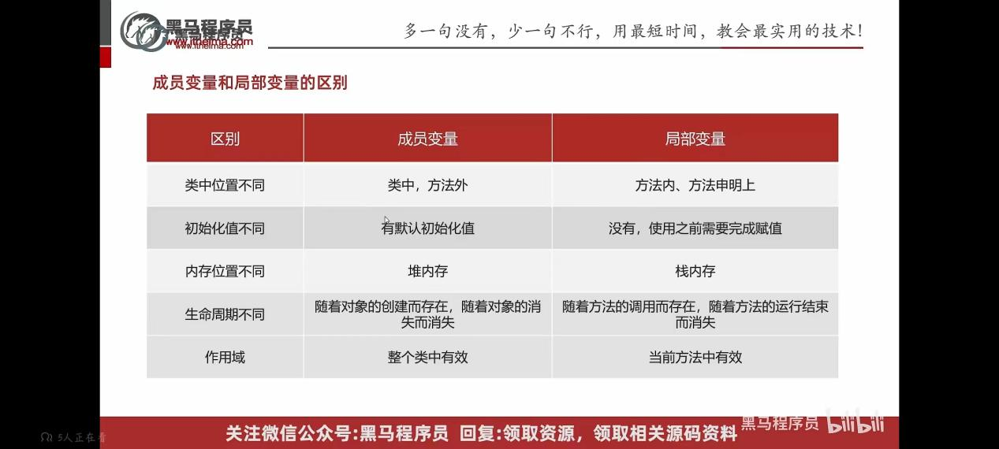 黑马程序员
www.itheima.com
黑马程序员
www.itheima.com
多一句没有，少一句不行，用最短时间，教会最实用的技术！
成员变量和局部变量的区别
区别 成员变量 局部变量
类中位置不同 类中，方法外 方法内、方法申明上
初始化值不同 有默认初始化值 没有，使用之前需要完成赋值
内存位置不同 堆内存 栈内存
生命周期不同 随着对象的创建而存在，随着对象的消失而消失 随着方法的调用而存在，随着方法的运行结束而消失
作用域 整个类中有效 当前方法中有效
黑马程序员 bilibili
关注微信公众号:黑马程序员 回复:领取资源，领取相关源码资料
5人正在看